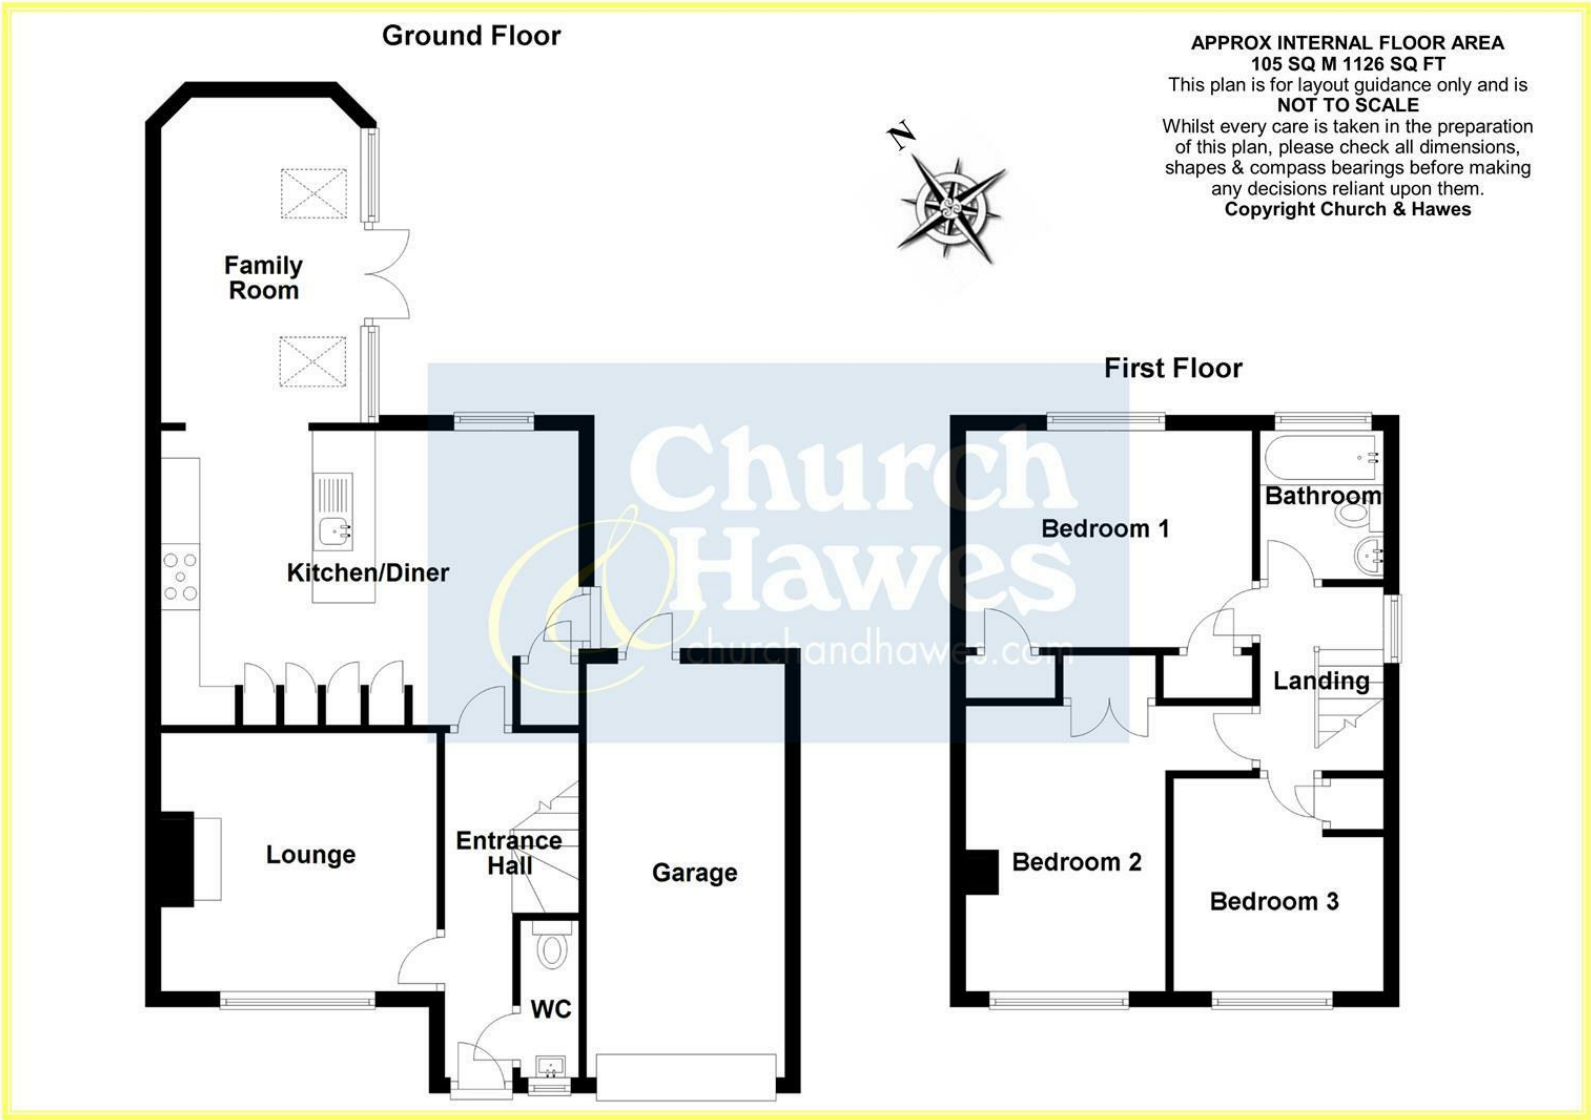 Ground Floor
APPROX INTERNAL FLOOR AREA
105 SQ M 1126 SQ FT
This plan is for layout guidance only and is
NOT TO SCALE
Whilst every care is taken in the preparation
of this plan, please check all dimensions,
shapes & compass bearings before making
any decisions reliant upon them.
Copyright Church & Hawes
N
Family
Room
Kitchen/Diner
Lounge
Entrance
Hall
WC
Garage
First Floor
Bedroom 1
Bathroom
Landing
Bedroom 2
Bedroom 3
Church
& Hawes
churchandhawes.com